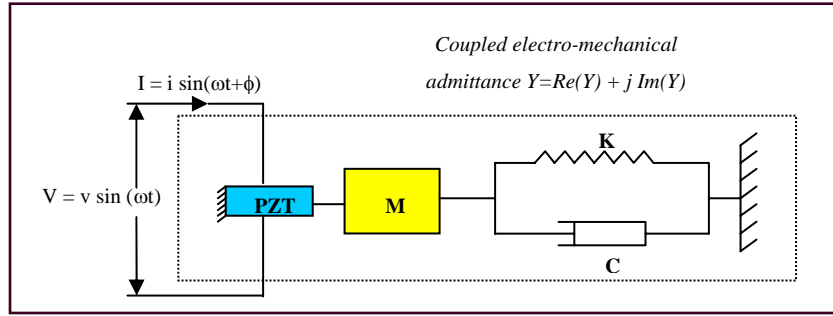 Coupled electro-mechanical
admittance Y=Re(Y) + j Im(Y)
I = i sin(ωt+ϕ)
K
V = v sin (ωt)
PZT
M
C